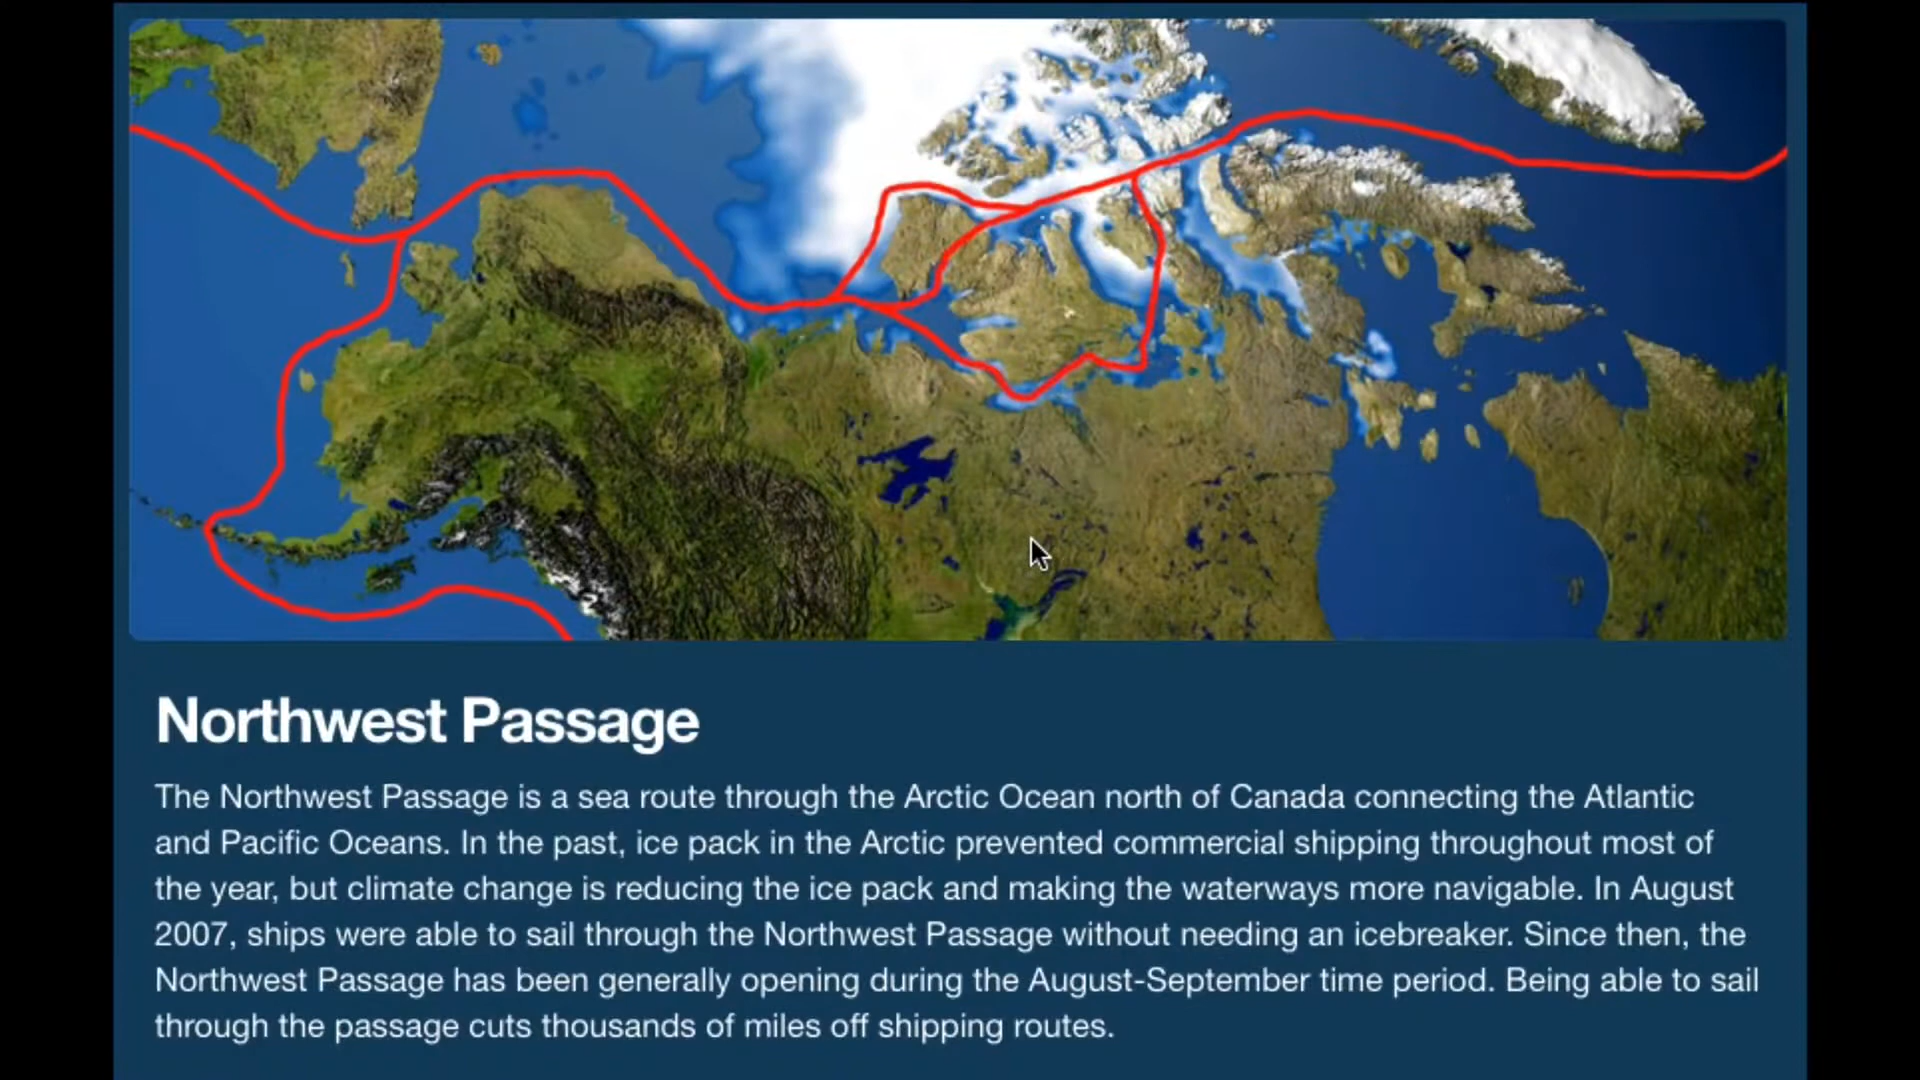 Northwest Passage
The Northwest Passage is a sea route through the Arctic Ocean north of Canada connecting the Atlantic
and Pacific Oceans. In the past, ice pack in the Arctic prevented commercial shipping throughout most of
the year, but climate change is reducing the ice pack and making the waterways more navigable. In August
2007, ships were able to sail through the Northwest Passage without needing an icebreaker. Since then, the
Northwest Passage has been generally opening during the August-September time period. Being able to sail
through the passage cuts thousands of miles off shipping routes.